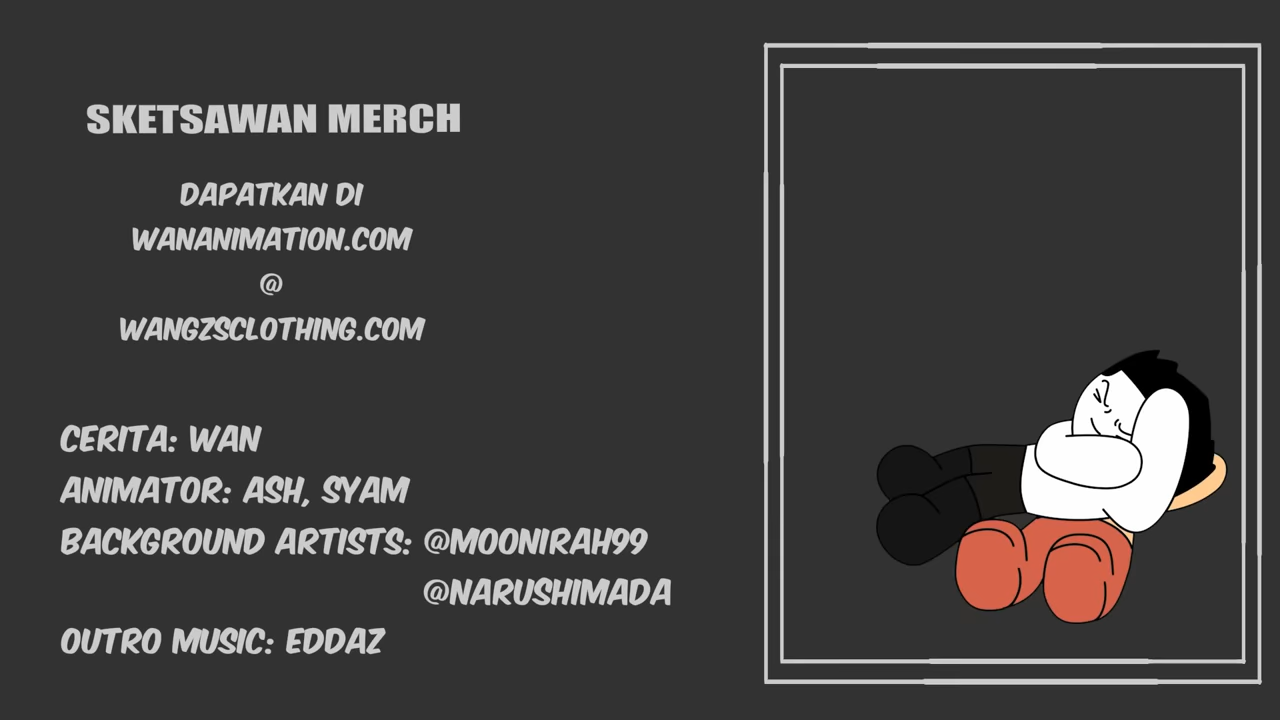 SKETSAWAN MERCH
DAPATKAN DI
WANANIMATION.COM
@
WANGZSCLOTHING.COM
CERITA: WAN
ANIMATOR: ASH, SYAM
BACKGROUND ARTISTS: @MOONIRAH99
@NARUSHIMADA
OUTRO MUSIC: EDDAZ